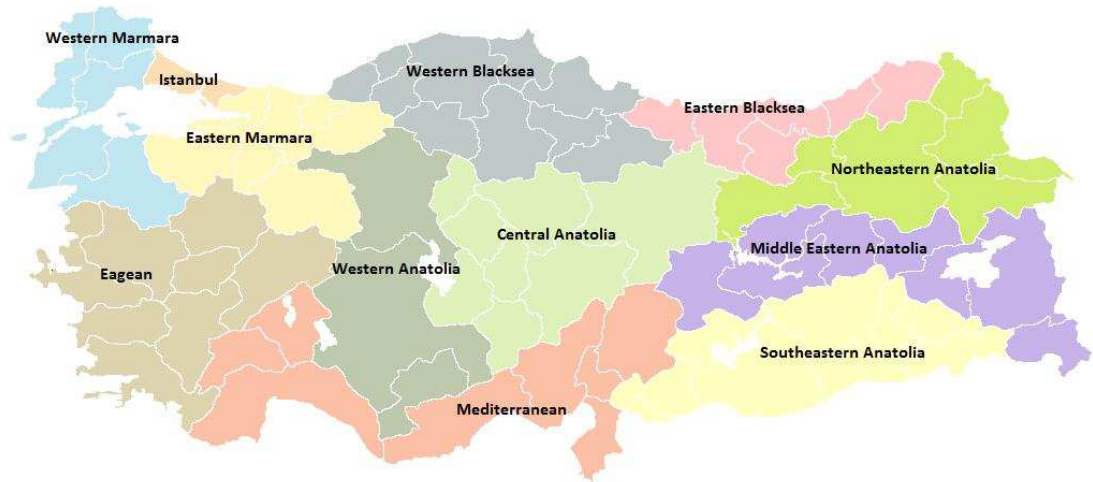 Western Marmara
Istanbul
Western Blacksea
Eastern Blacksea
Eastern Marmara
Northeastern Anatolia
Central Anatolia
Middle Eastern Anatolia
Eagean
Western Anatolia
Southeastern Anatolia
Mediterranean